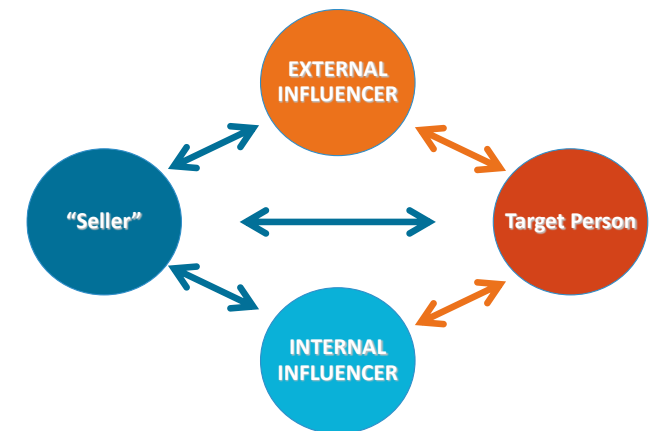 EXTERNAL
INFLUENCER
“Seller”
Target Person
INTERNAL
INFLUENCER